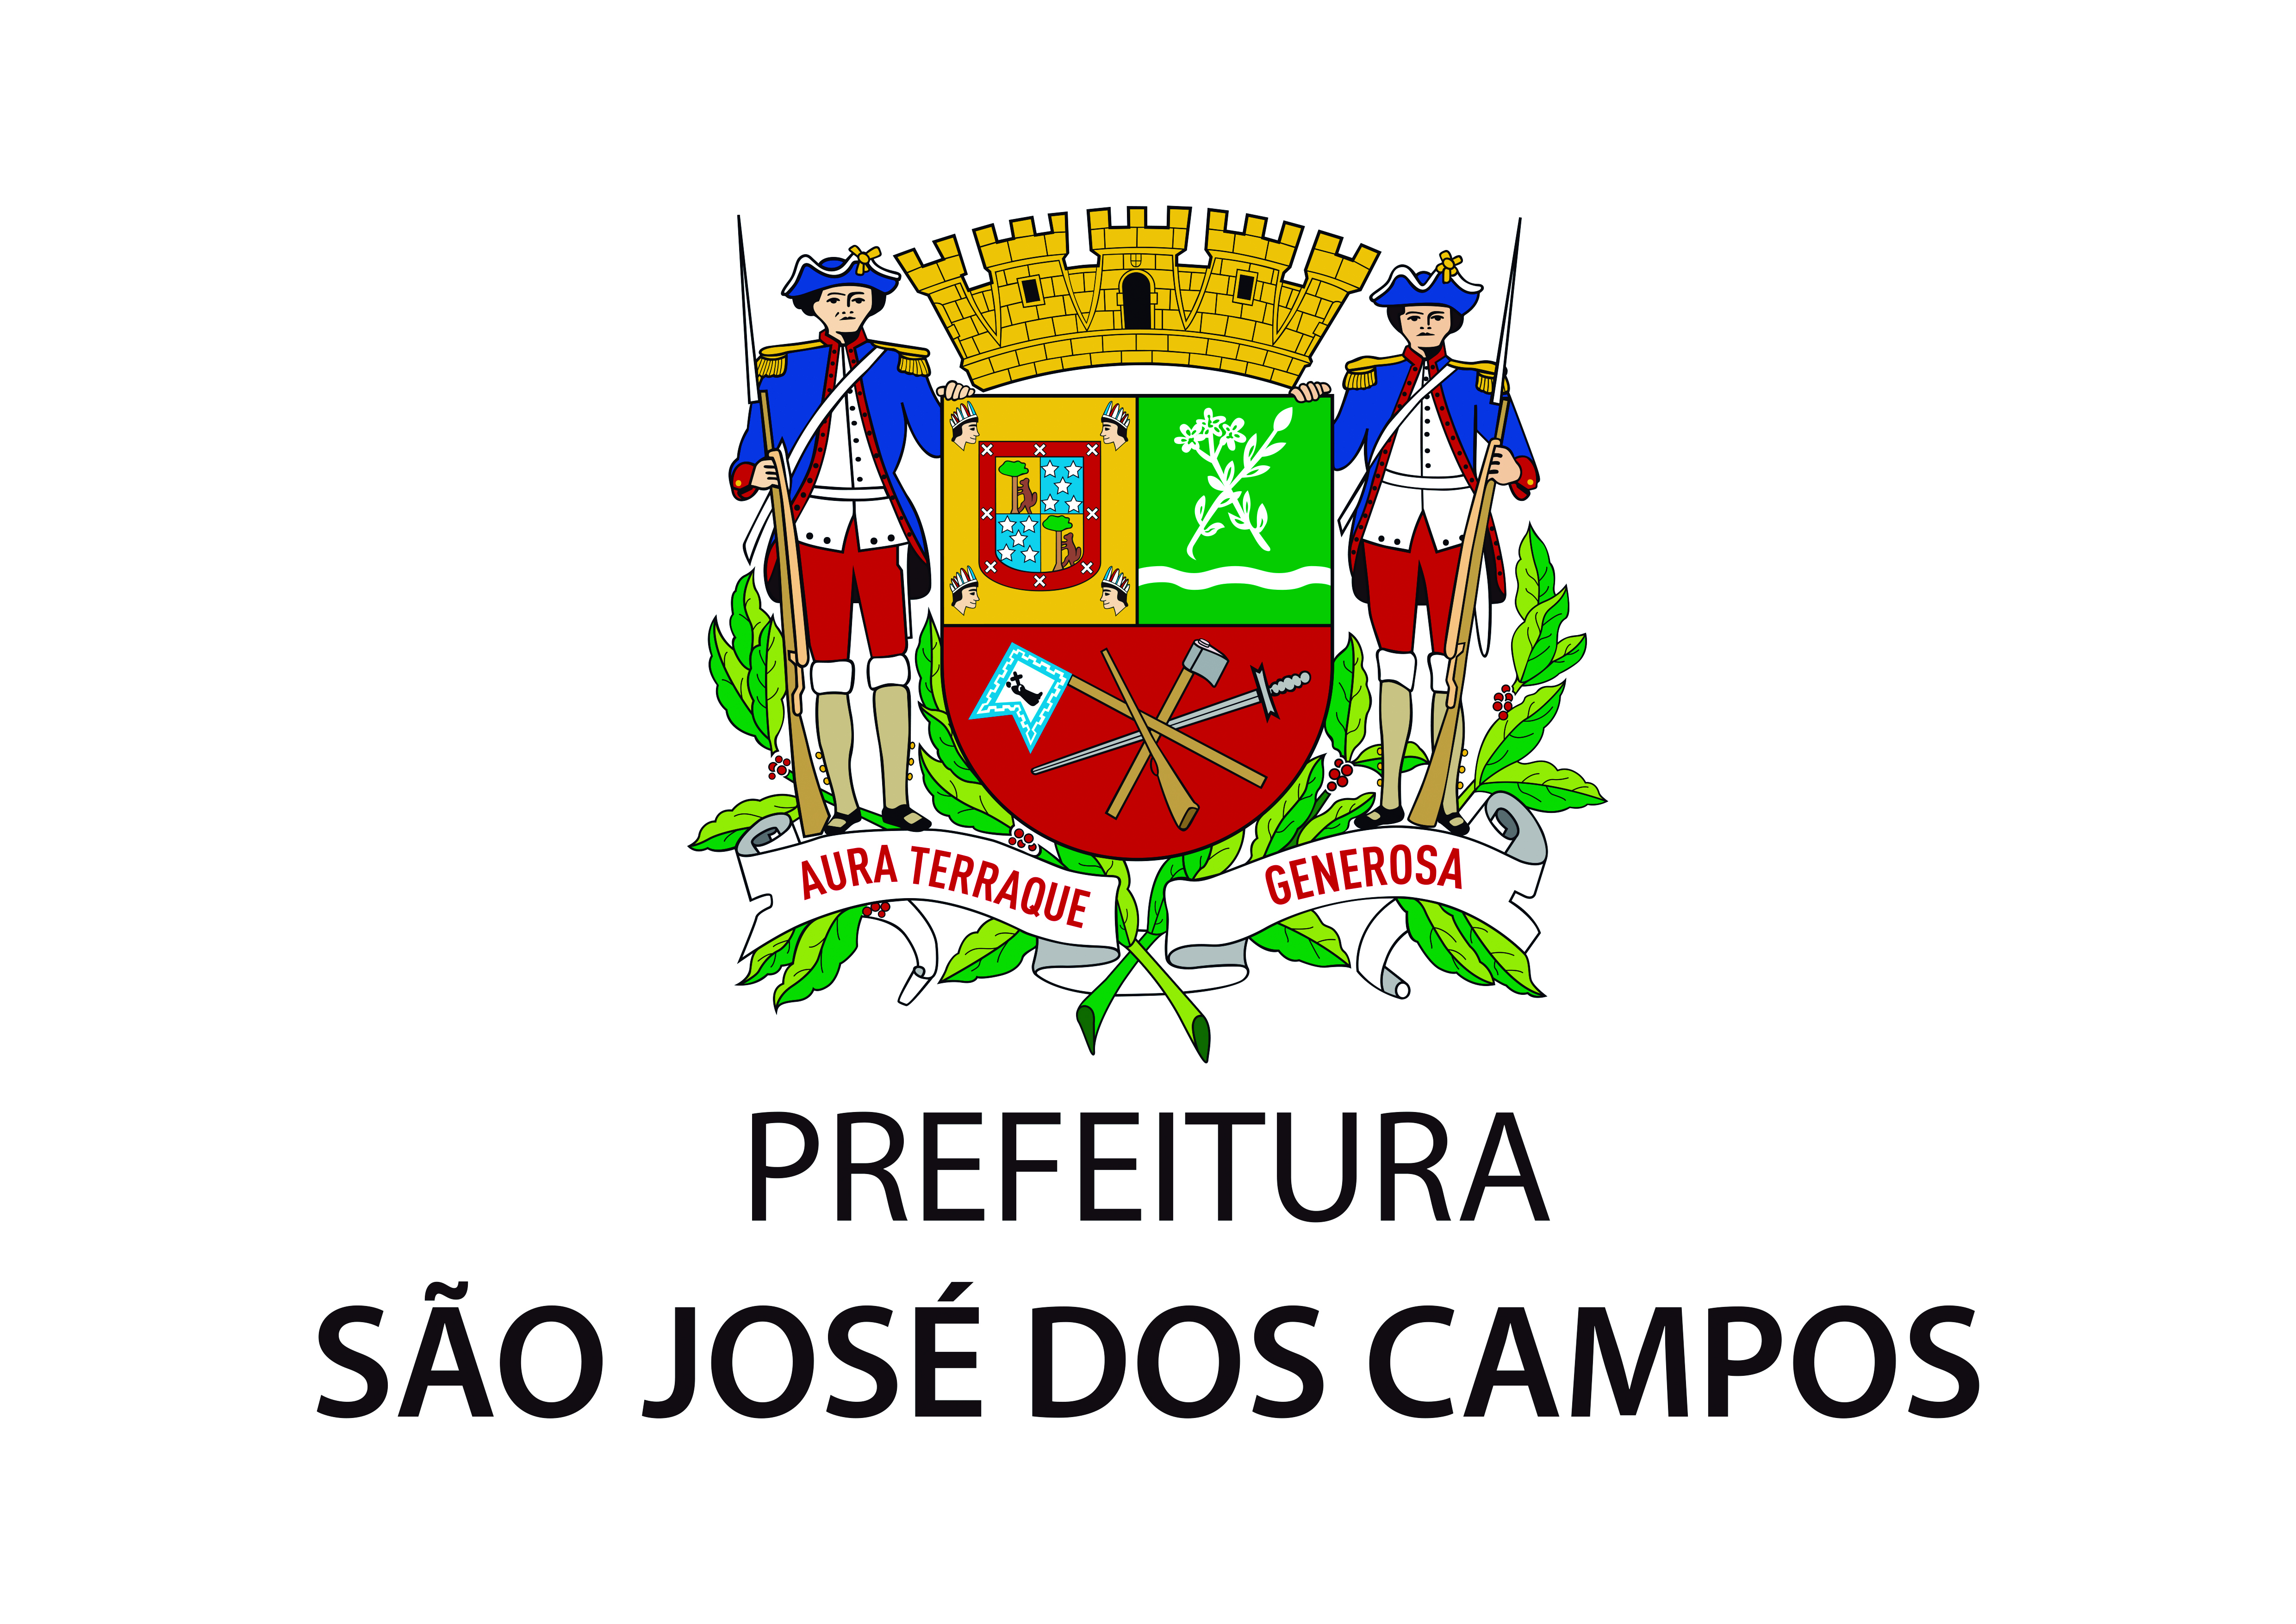 AURA TERRAQUE GENEROSA
PREFEITURA
SÃO JOSÉ DOS CAMPOS